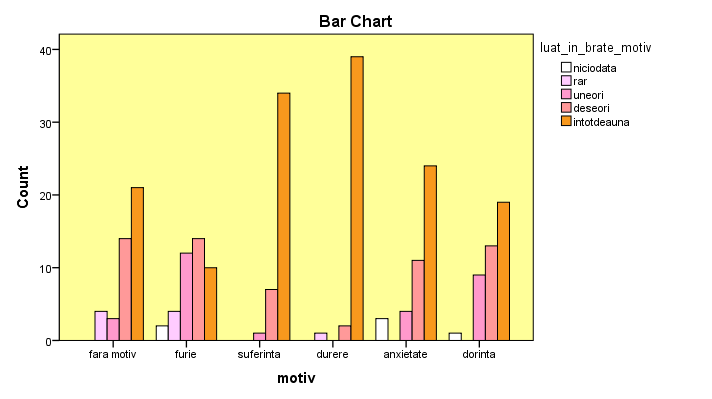 Bar Chart
luat_in_brate_motiv
niciodata
rar
uneori
deseori
intotdeauna
Count
40
30
20
10
0
fara motiv furie suferinta durere anxietate dorinta
motiv